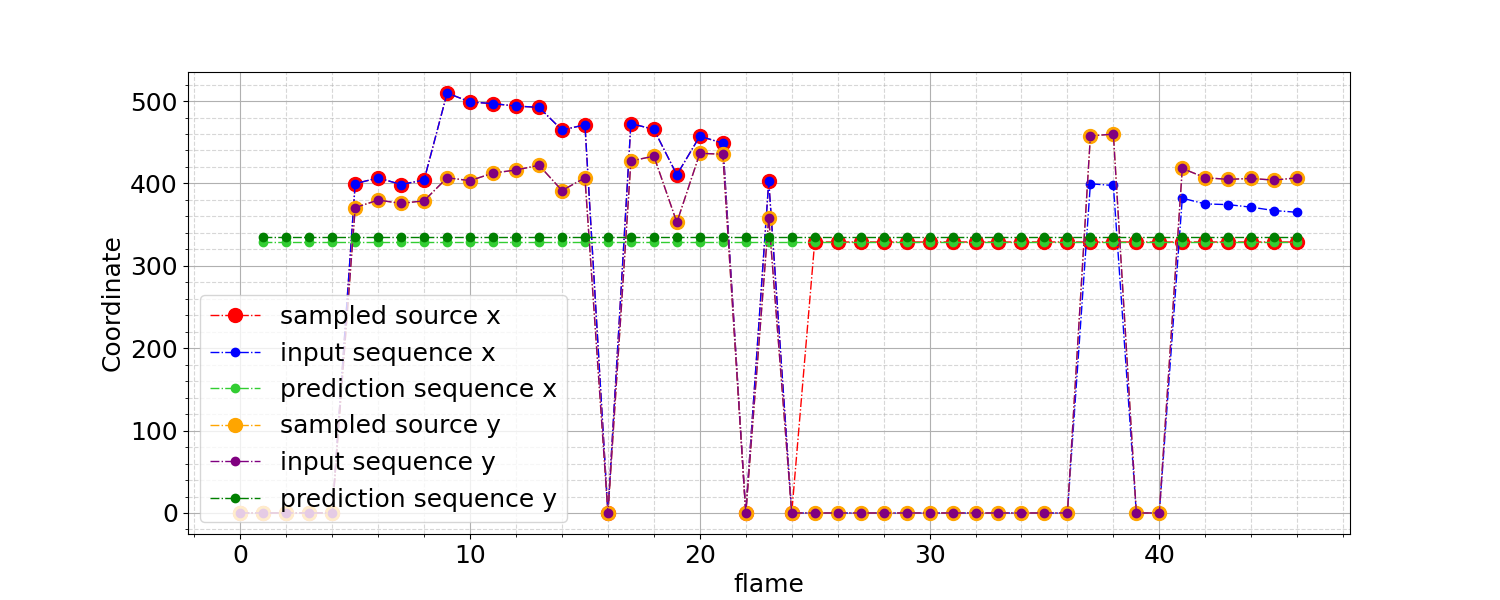 500
400
300
200
100
0
Coordinate
sampled source x
input sequence x
prediction sequence x
sampled source y
input sequence y
prediction sequence y
0 10 20 30 40
flame